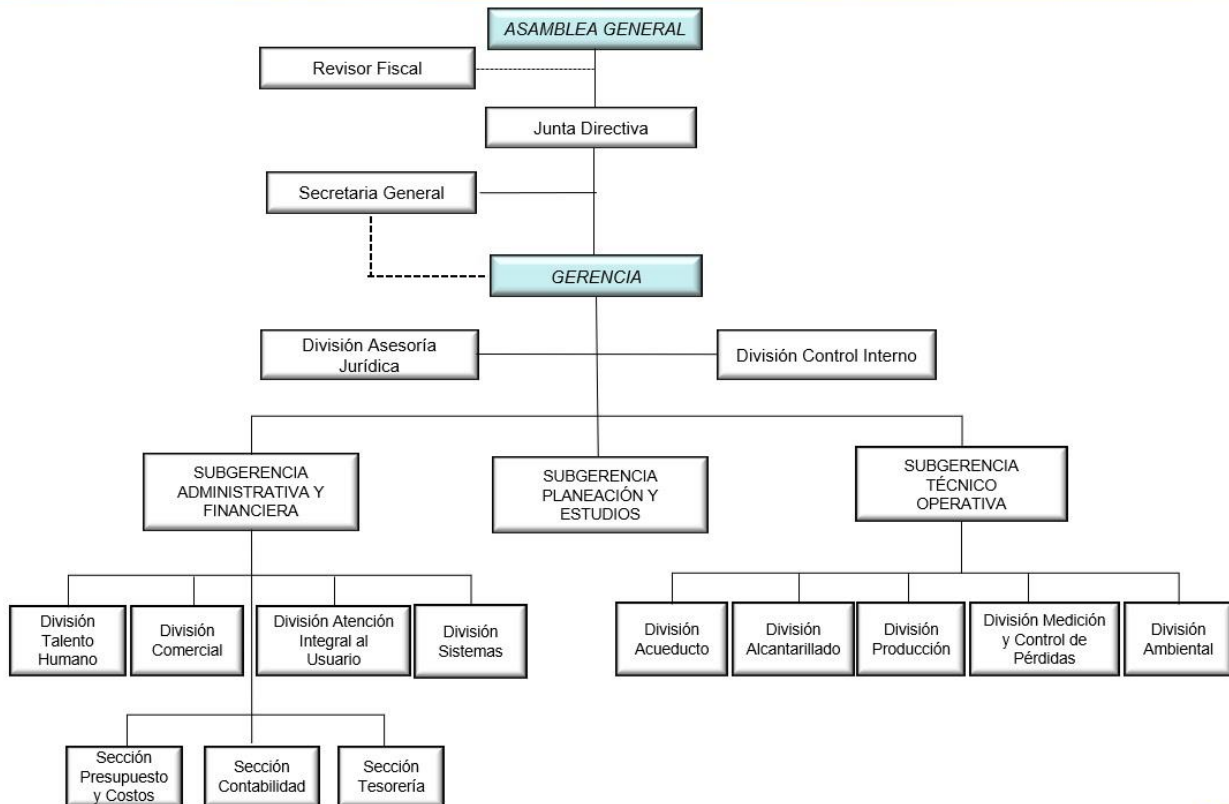 ASAMBLEA GENERAL
Revisor Fiscal
Junta Directiva
Secretaria General
GERENCIA
División Asesoría
Jurídica
División Control Interno
SUBGERENCIA
ADMINISTRATIVA Y
FINANCIERA
SUBGERENCIA
PLANEACIÓN Y
ESTUDIOS
SUBGERENCIA
TÉCNICO
OPERATIVA
División
Talento
Humano
División
Comercial
División Atención
Integral al
Usuario
División
Sistemas
División
Acueducto
División
Alcantarillado
División
Producción
División Medición
y Control de
Pérdidas
División
Ambiental
Sección
Presupuesto
y Costos
Sección
Contabilidad
Sección
Tesorería